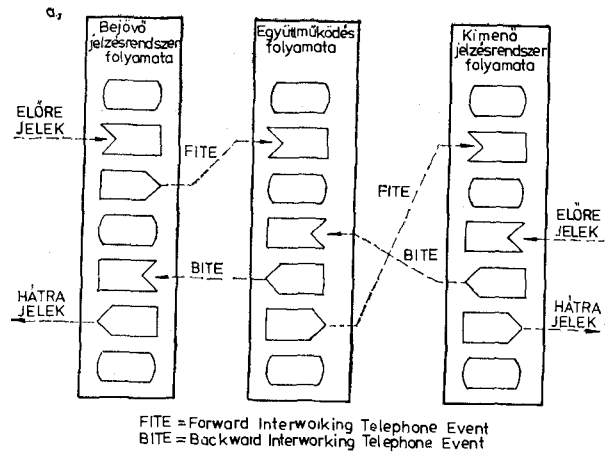 a,
Bejövő
jelzésrendszer
folyamata
Együttműködés
folyamata
Kimenő
jelzésrendszer
folyamata
ELŐRE
JELEK
FITE
FITE
ELŐRE
JELEK
BITE
BITE
HÁTRA
JELEK
HÁTRA
JELEK
FITE = Forward Interwoıking Telephone Event
BITE = Backward Interworking Telephone Event